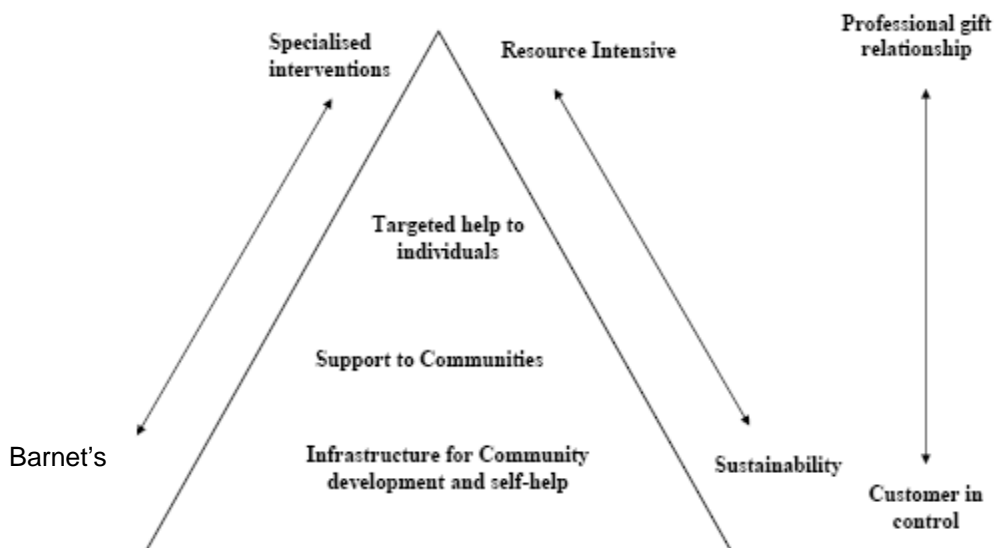 Professional gift
relationship
Specialised
interventions
Resource Intensive
Targeted help to
individuals
Support to Communities
Barnet's
Infrastructure for Community
development and self-help
Sustainability
Customer in
control